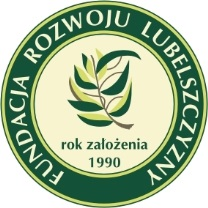 FUNDACJA ROZWOJU LUBELSZCZYZNY
rok założenia
1990